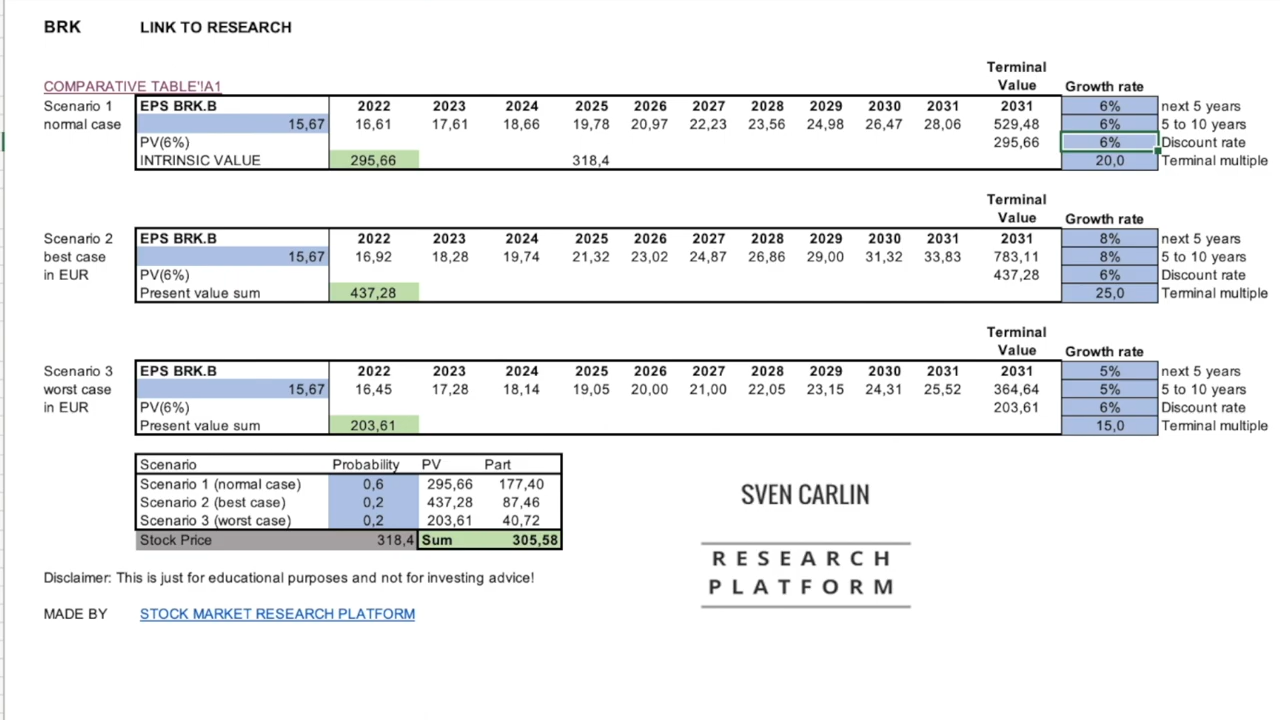 BRK LINK TO RESEARCH
Terminal
COMPARATIVE TABLE'!A1 Value Growth rate
Scenario 1 EPS BRK.B 2022 2023 2024 2025 2026 2027 2028 2029 2030 2031 2031 6% next 5 years
normal case 15,67 16,61 17,61 18,66 19,78 20,97 22,23 23,56 24,98 26,47 28,06 529,48 6% 5 to 10 years
PV(6%) 295,66 6% Discount rate
INTRINSIC VALUE 295,66 318,4 20,0 Terminal multiple
Terminal
Value Growth rate
Scenario 2 EPS BRK.B 2022 2023 2024 2025 2026 2027 2028 2029 2030 2031 2031 8% next 5 years
best case 15,67 16,92 18,28 19,74 21,32 23,02 24,87 26,86 29,00 31,32 33,83 783,11 8% 5 to 10 years
in EUR PV(6%) 437,28 6% Discount rate
Present value sum 437,28 25,0 Terminal multiple
Terminal
Value Growth rate
Scenario 3 EPS BRK.B 2022 2023 2024 2025 2026 2027 2028 2029 2030 2031 2031 5% next 5 years
worst case 15,67 16,45 17,28 18,14 19,05 20,00 21,00 22,05 23,15 24,31 25,52 364,64 5% 5 to 10 years
in EUR PV(6%) 203,61 6% Discount rate
Present value sum 203,61 15,0 Terminal multiple
Scenario Probability PV Part
Scenario 1 (normal case) 0,6 295,66 177,40
Scenario 2 (best case) 0,2 437,28 87,46
Scenario 3 (worst case) 0,2 203,61 40,72
Stock Price 318,4 Sum 305,58
SVEN CARLIN
RESEARCH
PLATFORM
Disclaimer: This is just for educational purposes and not for investing advice!
MADE BY STOCK MARKET RESEARCH PLATFORM